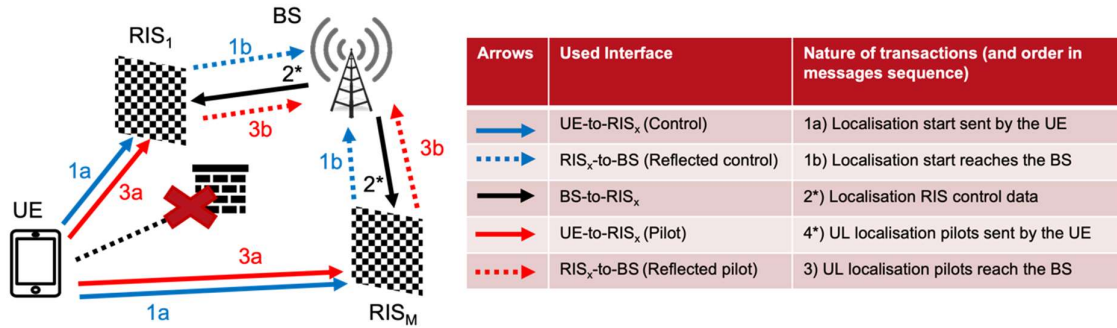 BS
RIS1
1b
2*
3b
1a
3a
UE
1b
2*
3b
3a
1a
RISM
Arrows Used Interface Nature of transactions (and order in
messages sequence)
UE-to-RISx (Control) 1a) Localisation start sent by the UE
RISx-to-BS (Reflected control) 1b) Localisation start reaches the BS
BS-to-RISx 2*) Localisation RIS control data
UE-to-RISx (Pilot) 4*) UL localisation pilots sent by the UE
RISx-to-BS (Reflected pilot) 3) UL localisation pilots reach the BS